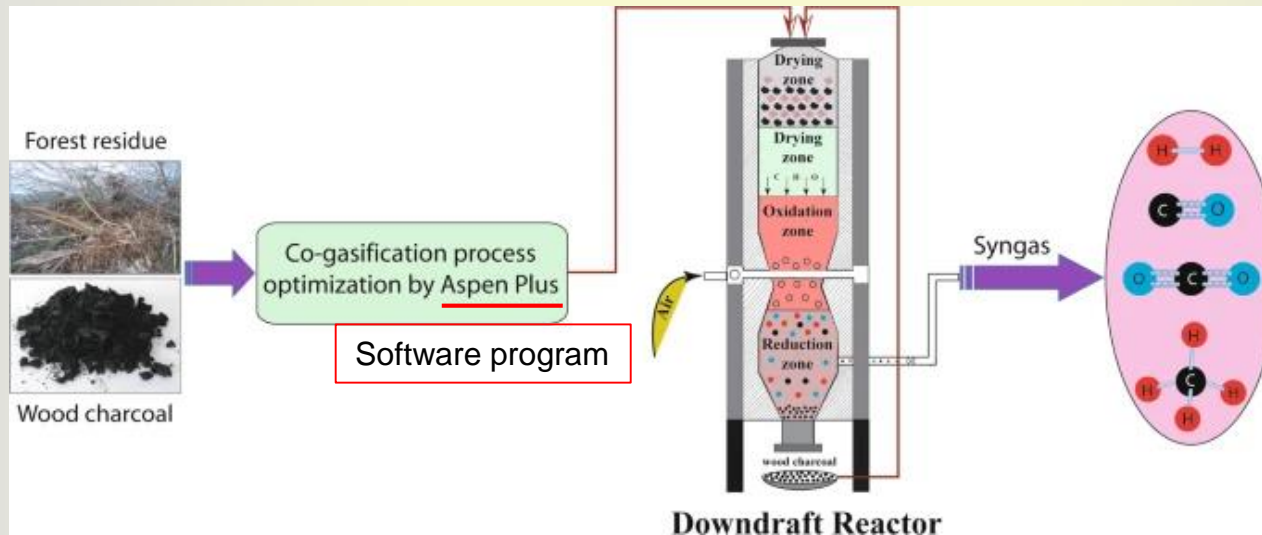 Forest residue
Wood charcoal
Co-gasification process
optimization by Aspen Plus
Software program
Drying
zone
Drying
zone
C H O
Oxidation
zone
Air
Reduction
zone
wood charcoal
Downdraft Reactor
Syngas
H H
C O
O C O
H
C
H H
H